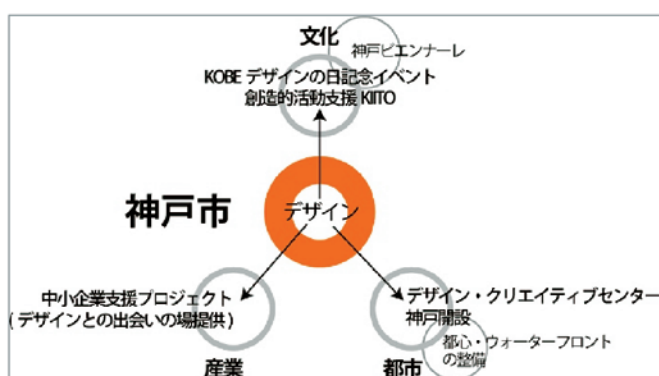 文化
神戸ビエンナーレ
KOBE デザインの日記念イベント
創造的活動支援 KIITO
神戸市
デザイン
中小企業支援プロジェクト
(デザインとの出会いの場提供)
産業
デザイン・クリエイティブセンター
神戸開設
都心・ウォーターフロント
の整備
都市